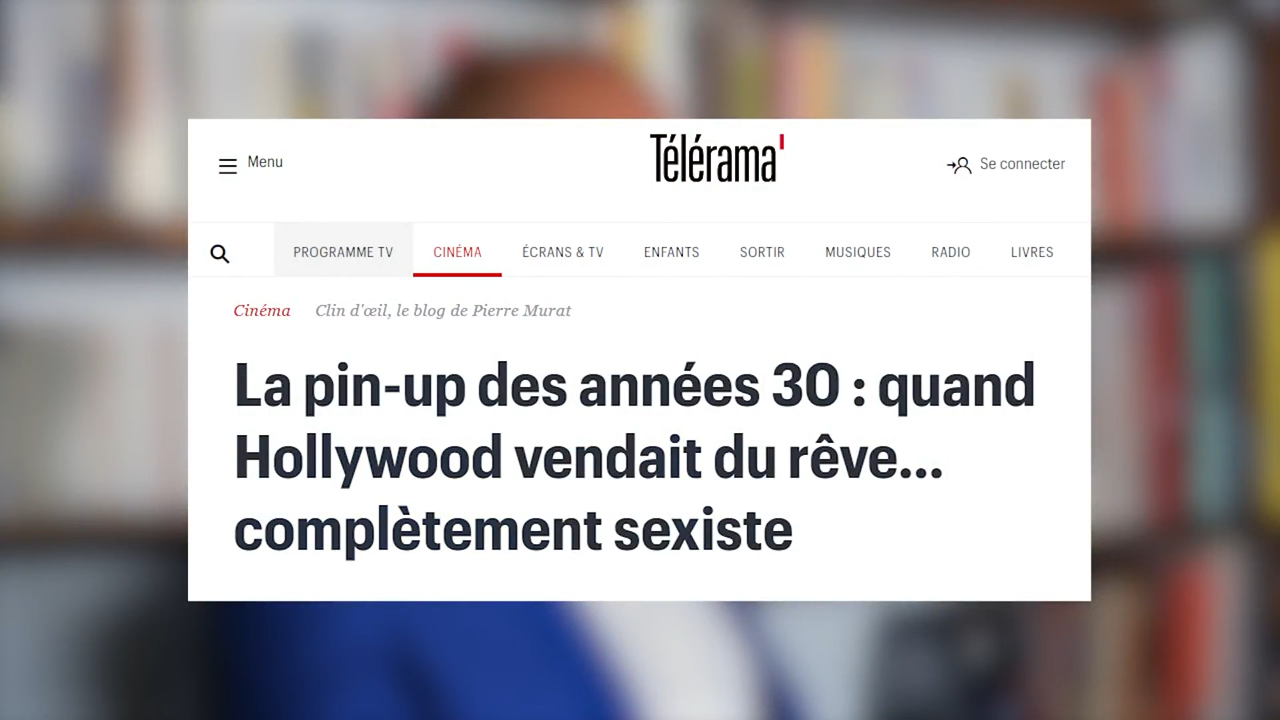 Menu
Télérama'
Se connecter
PROGRAMME TV CINÉMA ÉCRANS & TV ENFANTS SORTIR MUSIQUES RADIO LIVRES
Cinéma Clin d'œil, le blog de Pierre Murat
La pin-up des années 30 : quand
Hollywood vendait du rêve...
complètement sexiste